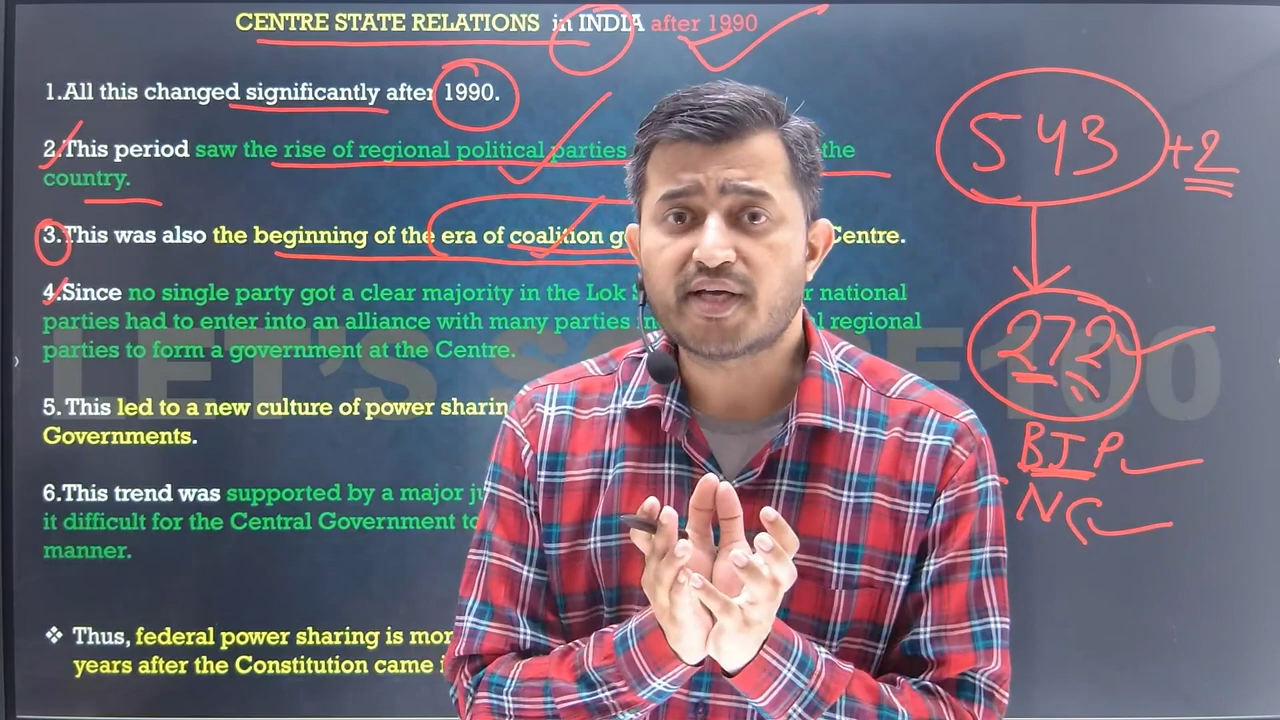 CENTRE STATE RELATIONS in INDIA after 1990
1.All this changed significantly after 1990.
2.This period saw the rise of regional political parties the
country.
3.This was also the beginning of the era of coalition Centre.
4.Since no single party got a clear majority in the Lok national
parties had to enter into an alliance with many parties regional
parties to form a government at the Centre.
5. This led to a new culture of power
Governments.
6.This trend was supported by a major
it difficult for the Central Government
manner.
❖ Thus, federal power sharing is
years after the Constitution came
543 +2
272
BJP
NC
LET'S
100